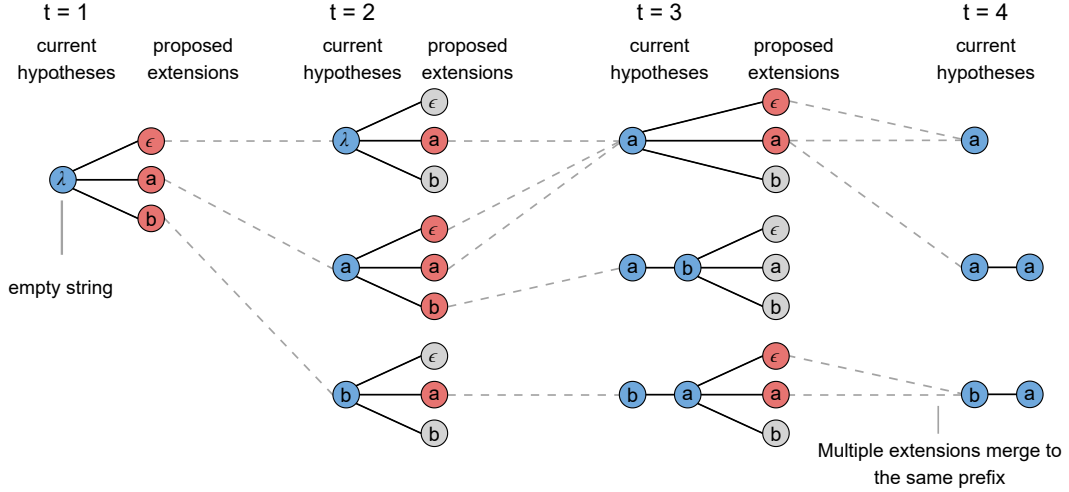 t = 1
t = 2
t = 3
t = 4
current hypotheses
proposed extensions
current hypotheses
proposed extensions
current hypotheses
proposed extensions
current hypotheses
λ
ϵ
a
b
empty string
λ
ϵ
a
b
a
ϵ
a
b
b
ϵ
a
b
a
ϵ
a
b
a b
ϵ
a
b
b a
ϵ
a
b
a
a a
b a
Multiple extensions merge to
the same prefix